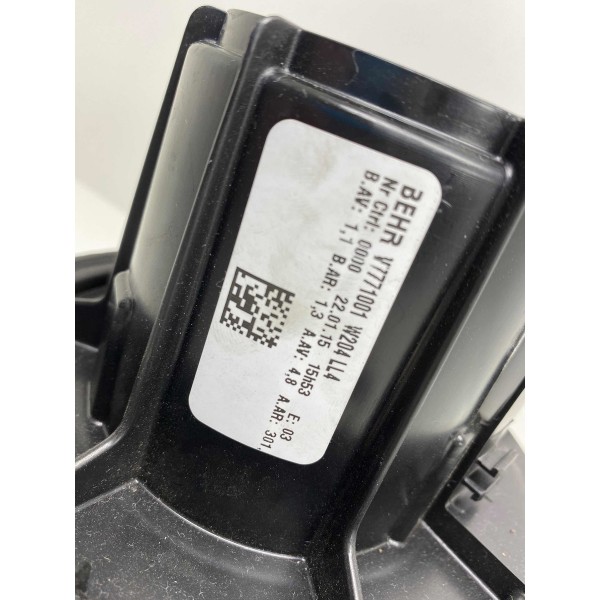 BEHR V7771001 W204 LL4
Nr Ctrl: 0000 22.01.15 15h53 E: 03
B.AV: 1,1 B.AR: 1,3 A.AV: 4,8 A.AR: 301,